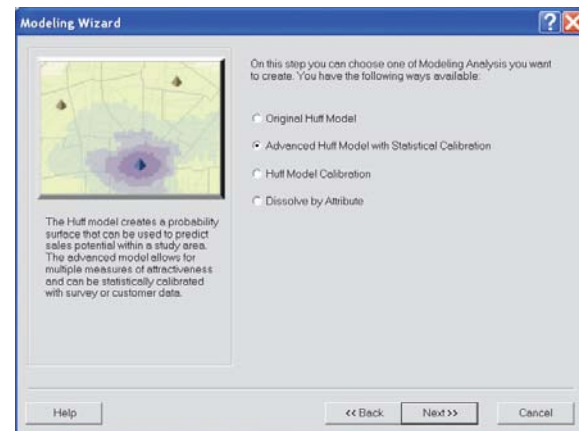 Modeling Wizard
On this step you can choose one of Modeling Analysis you want
to create. You have the following ways available:
Original Huff Model
Advanced Huff Model with Statistical Calibration
Huff Model Calibration
Dissolve by Attribute
The Huff model creates a probability
surface that can be used to predict
sales potential within a study area.
The advanced model allows for
multiple measures of attractiveness
and can be statistically calibrated
with survey or customer data.
Help
<< Back
Next >>
Cancel